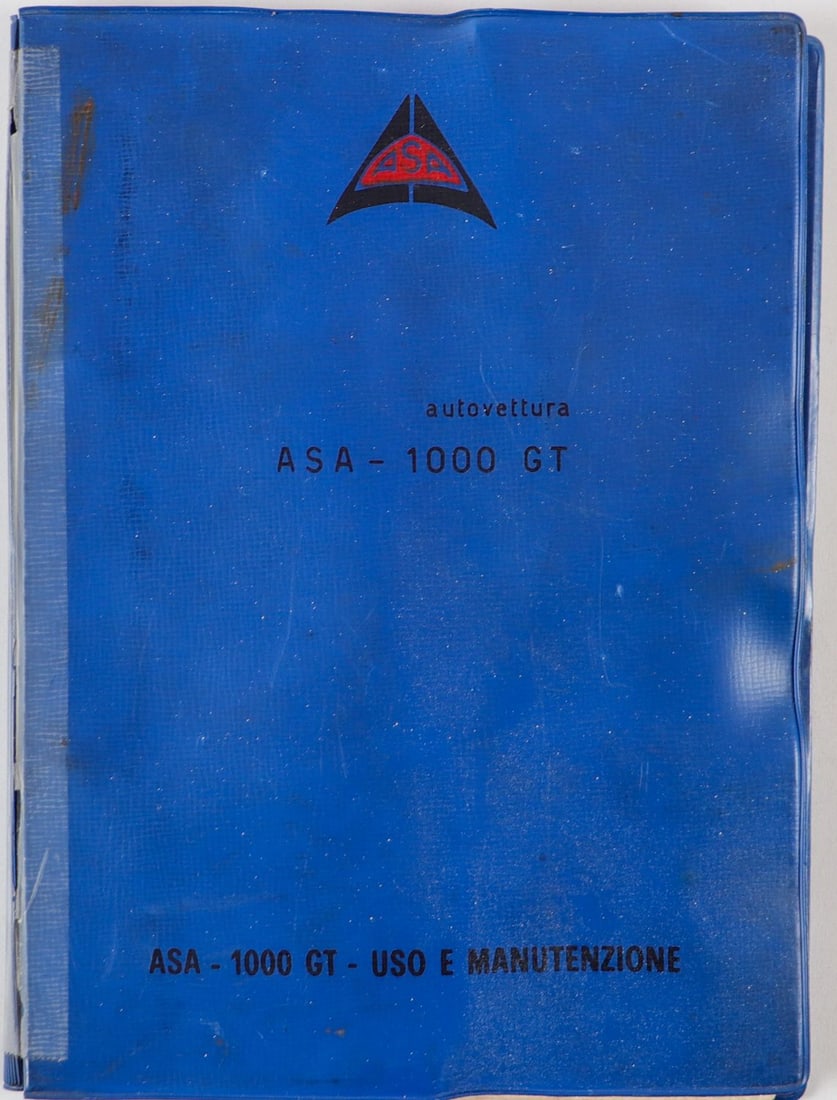 ASA
autovettura
ASA - 1000 GT
ASA - 1000 GT - USO E MANUTENZIONE